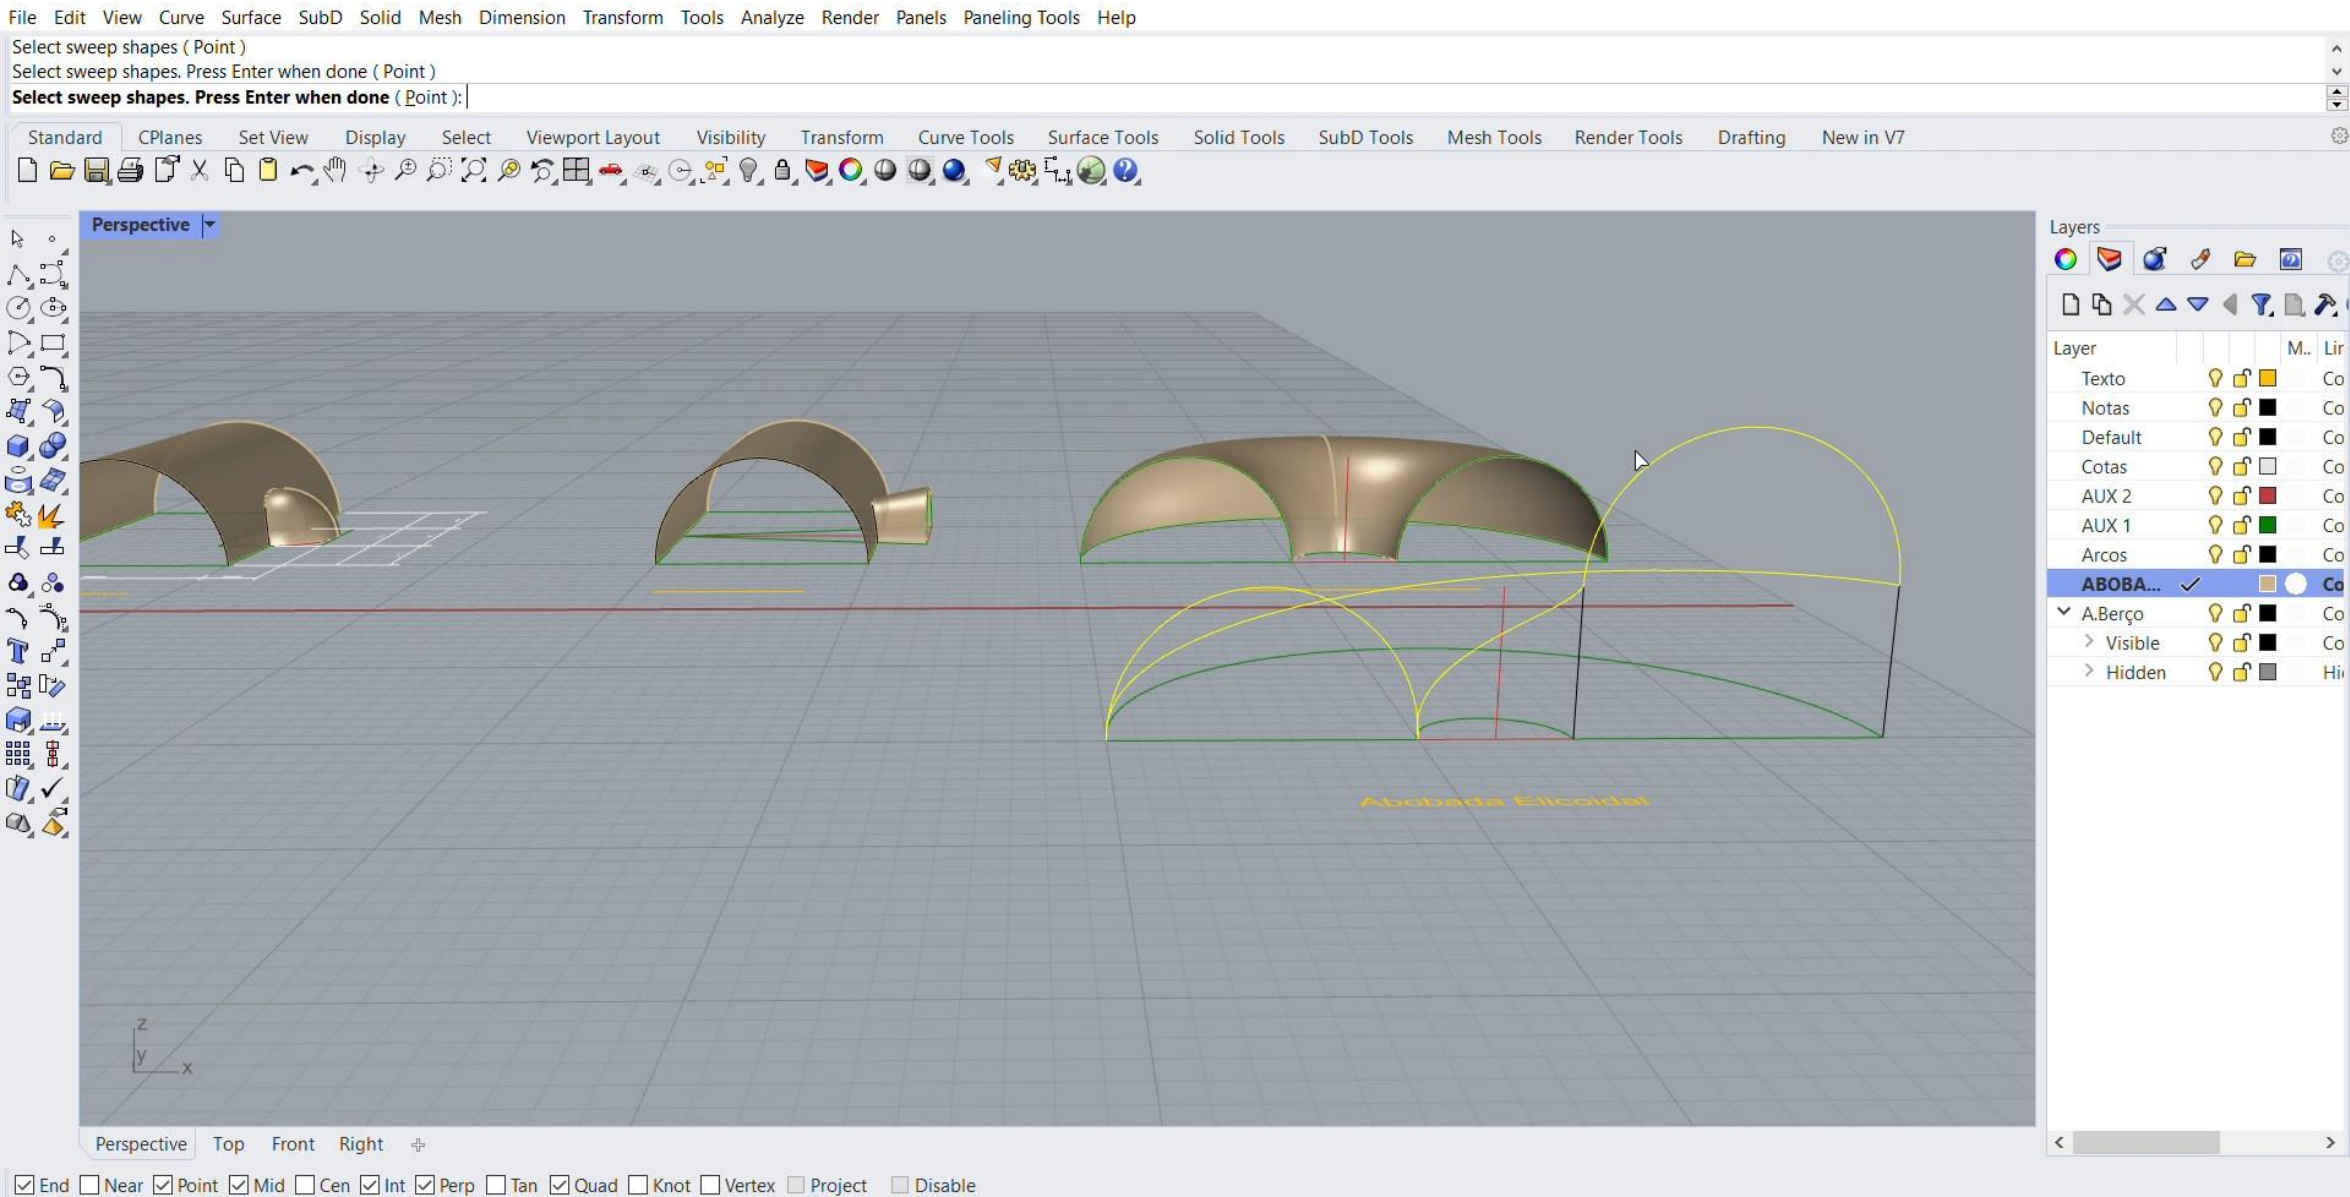 File Edit View Curve Surface SubD Solid Mesh Dimension Transform Tools Analyze Render Panels Paneling Tools Help
Select sweep shapes ( Point )
Select sweep shapes. Press Enter when done ( Point )
Select sweep shapes. Press Enter when done ( Point ):
Standard CPlanes Set View Display Select Viewport Layout Visibility Transform Curve Tools Surface Tools Solid Tools SubD Tools Mesh Tools Render Tools Drafting New in V7
Perspective
Layers
Layer M.. Lir
Texto Co
Notas Co
Default Co
Cotas Co
AUX 2 Co
AUX 1 Co
Arcos Co
ABOBA... Co
A.Berço Co
Visible Co
Hidden Hi
Abobada Elicoidal
z
y
x
Perspective Top Front Right
End Near Point Mid Cen Int Perp Tan Quad Knot Vertex Project Disable